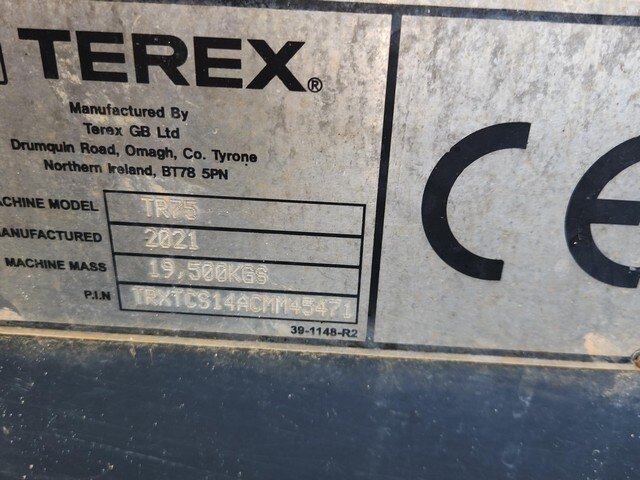 TEREX®
Manufactured By
Terex GB Ltd
Drumquin Road, Omagh, Co. Tyrone
Northern Ireland, BT78 5PN
ACHINE MODEL TR75
MANUFACTURED 2021
MACHINE MASS 19,500KGS
P.I.N TRXTCS14ACMM45471
39-1148-R2
CE